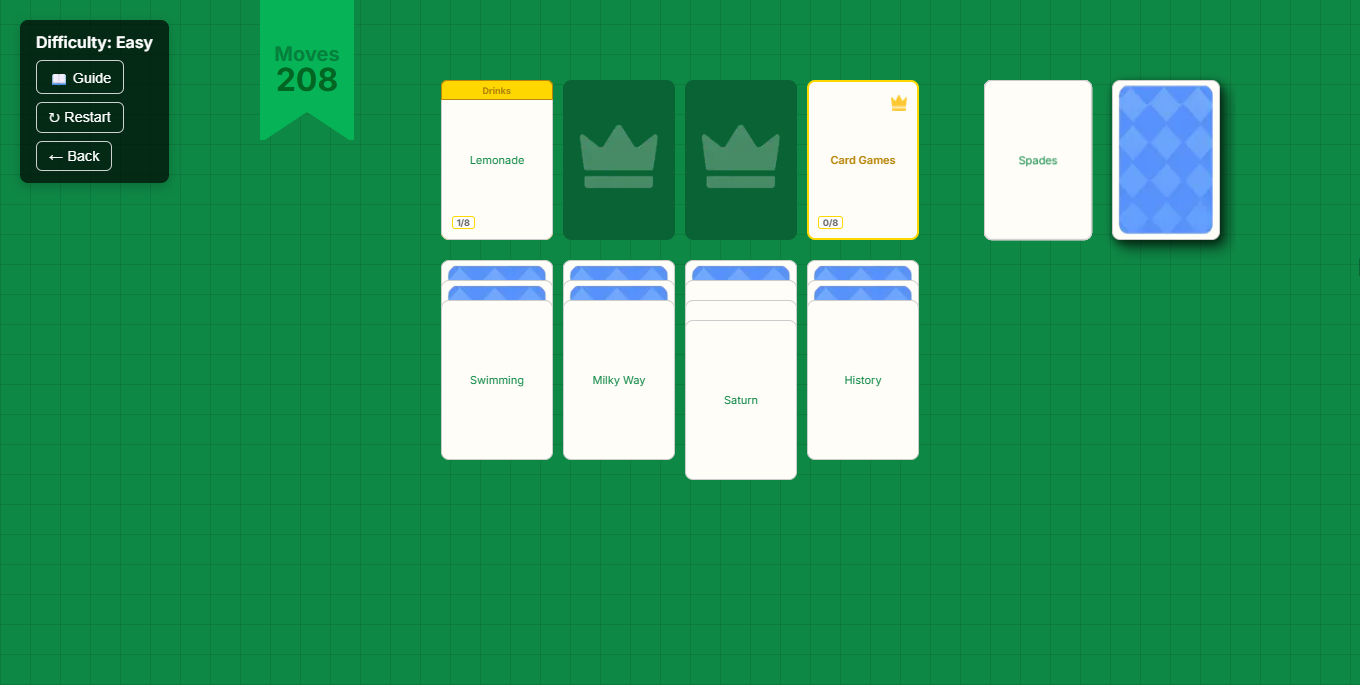 Difficulty: Easy
Guide
↻ Restart
← Back
Moves
208
Drinks
Lemonade
1/8
Card Games
0/8
Spades
Swimming
Milky Way
Saturn
History